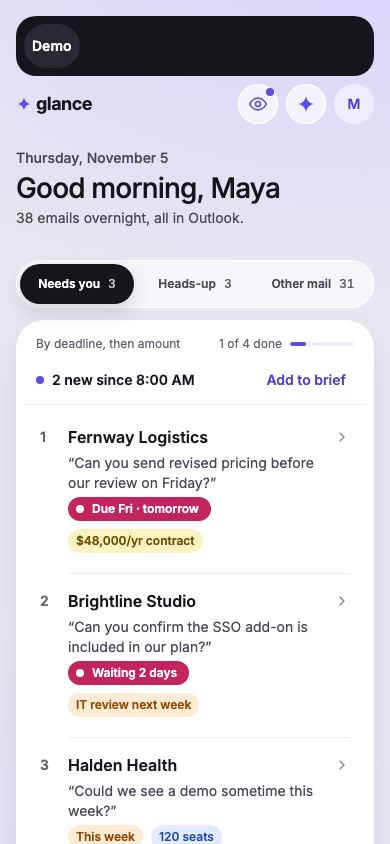 Demo
glance
M
Thursday, November 5
Good morning, Maya
38 emails overnight, all in Outlook.
Needs you 3
Heads-up 3
Other mail 31
By deadline, then amount
1 of 4 done
2 new since 8:00 AM
Add to brief
1
Fernway Logistics
“Can you send revised pricing before
our review on Friday?”
Due Fri · tomorrow
$48,000/yr contract
2
Brightline Studio
“Can you confirm the SSO add-on is
included in our plan?”
Waiting 2 days
IT review next week
3
Halden Health
“Could we see a demo sometime this
week?”
This week
120 seats